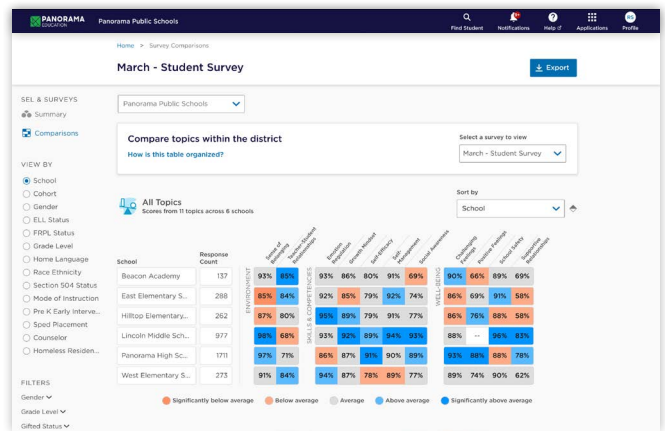 PANORAMA EDUCATION Panorama Public Schools
Find Student Notifications Help Applications Profile
Home > Survey Comparisons
March - Student Survey
Export
SEL & SURVEYS
Summary
Comparisons
VIEW BY
School
Cohort
Gender
ELL Status
FRPL Status
Grade Level
Home Language
Race Ethnicity
Section 504 Status
Mode of Instruction
Pre K Early Interve...
Sped Placement
Counselor
Homeless Residen...
FILTERS
Gender
Grade Level
Gifted Status
Panorama Public Schools
Compare topics within the district
How is this table organized?
Select a survey to view
March - Student Survey
All Topics
Scores from 11 topics across 6 schools
Sort by
School
School
Response Count
ENVIRONMENT
Sense of Belonging
Teacher-Student Relationships
SKILLS & COMPETENCIES
Emotion Regulation
Growth Mindset
Self-Efficacy
Self-Management
Social Awareness
WELL-BEING
Challenging Feelings
Positive Feelings
School Safety
Supportive Relationships
Beacon Academy 137 93% 85% 93% 86% 80% 91% 69% 90% 66% 89% 69%
East Elementary S... 288 85% 84% 92% 85% 79% 92% 74% 86% 69% 91% 58%
Hilltop Elementary... 262 87% 80% 95% 89% 79% 91% 77% 86% 76% 88% 58%
Lincoln Middle Sch... 977 98% 68% 93% 92% 89% 94% 93% 88% -- 96% 83%
Panorama High Sc... 1711 97% 71% 86% 87% 91% 90% 89% 93% 88% 88% 78%
West Elementary S... 273 91% 84% 94% 87% 78% 89% 77% 89% 74% 90% 62%
Significantly below average Below average Average Above average Significantly above average